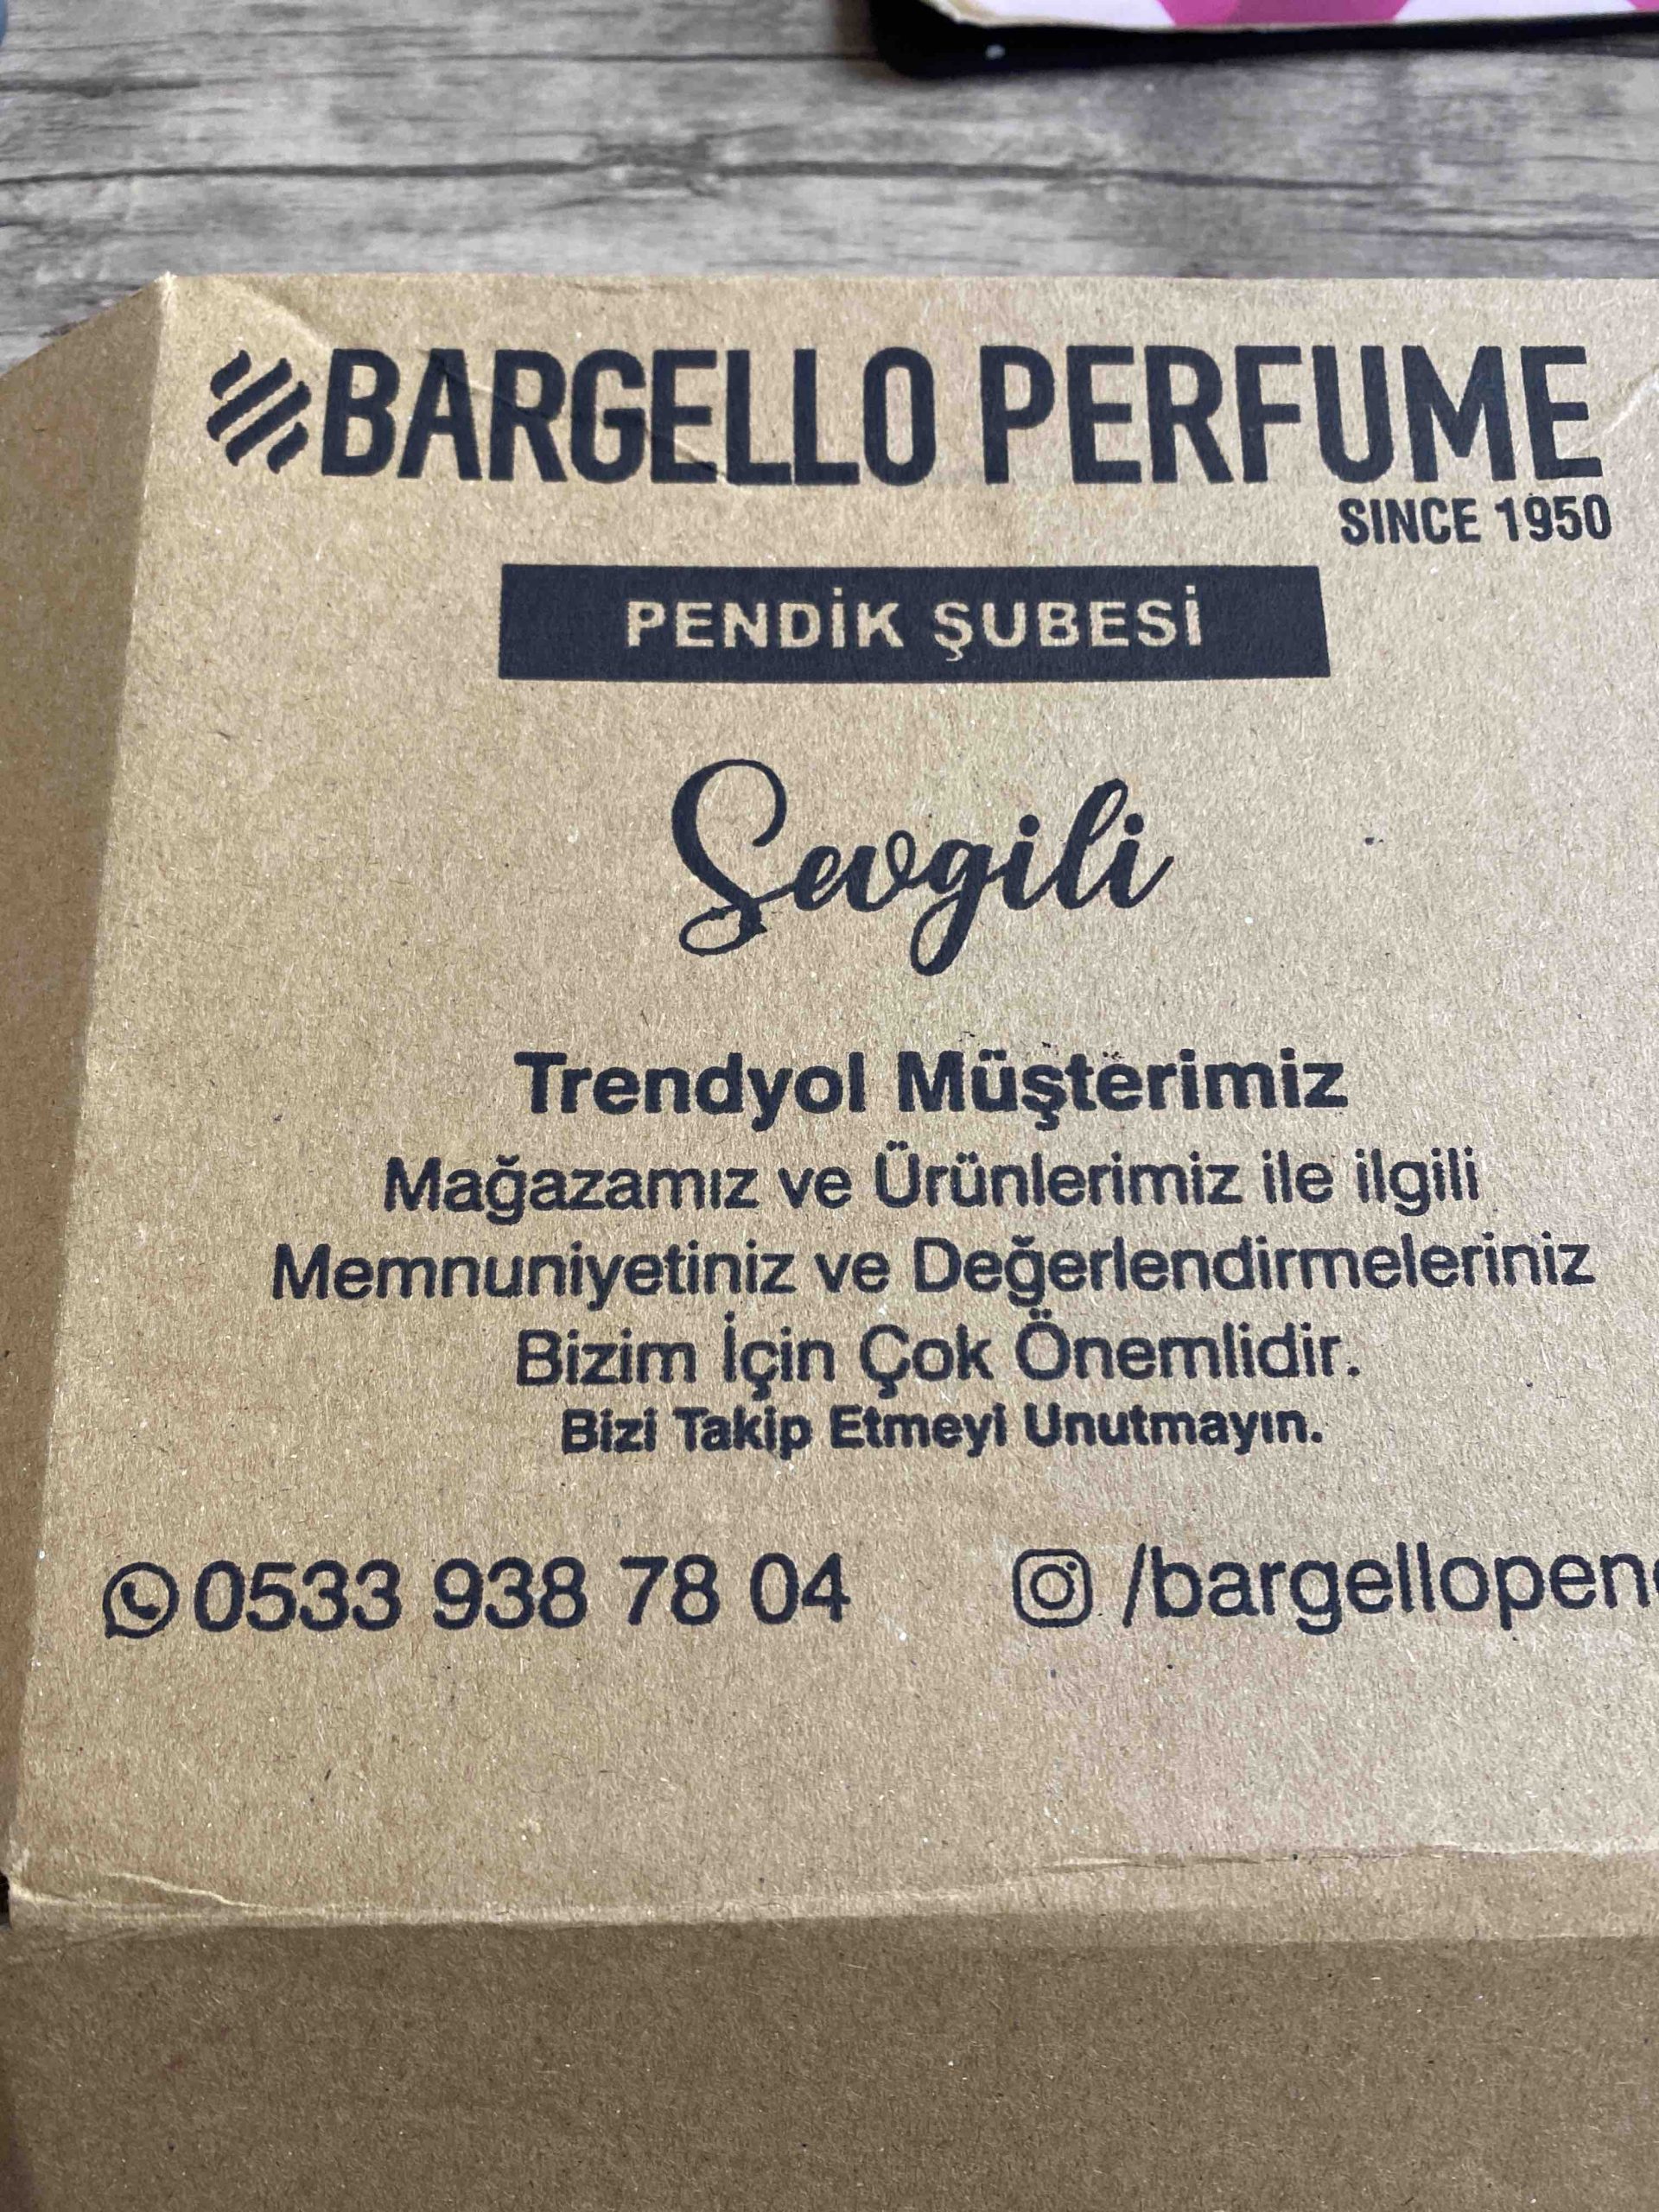 BARGELLO PERFUME
SINCE 1950
PENDİK ŞUBESİ
Sevgili
Trendyol Müşterimiz
Mağazamız ve Ürünlerimiz ile ilgili
Memnuniyetiniz ve Değerlendirmeleriniz
Bizim İçin Çok Önemlidir.
Bizi Takip Etmeyi Unutmayın.
0533 938 78 04 /bargellopen